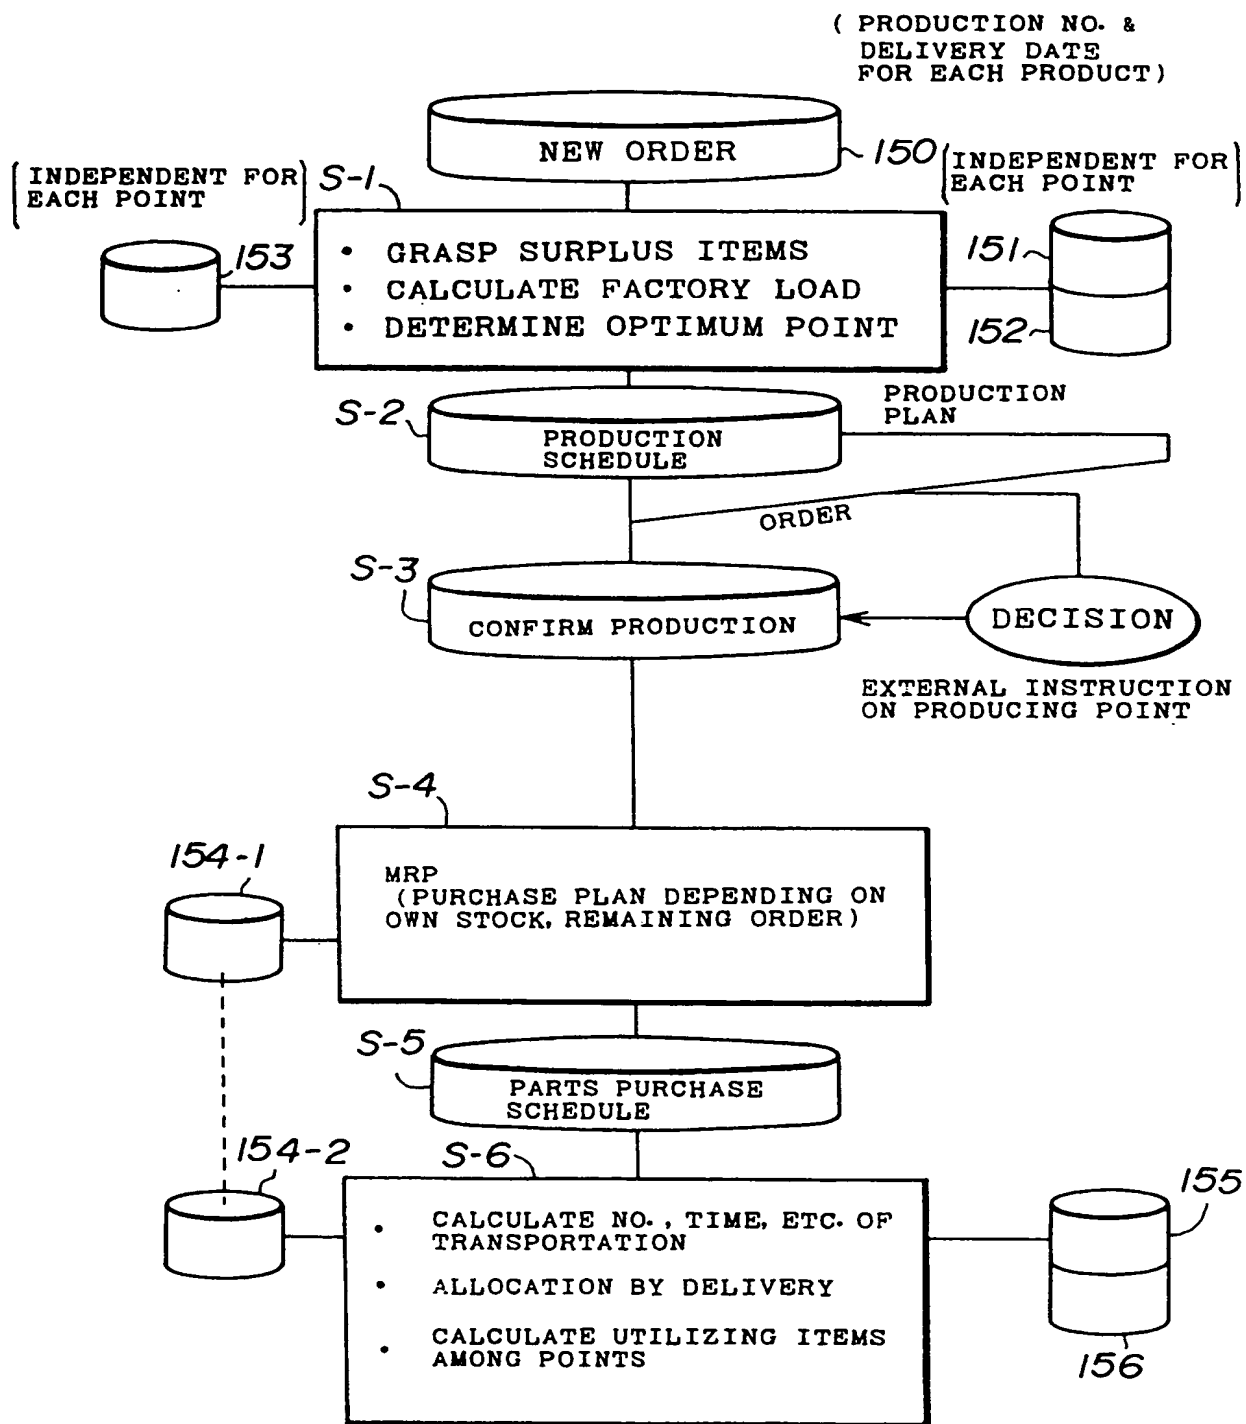 ( PRODUCTION NO. &
DELIVERY DATE
FOR EACH PRODUCT)
NEW ORDER
150
(INDEPENDENT FOR
EACH POINT)
S-1
(INDEPENDENT FOR
EACH POINT)
153
• GRASP SURPLUS ITEMS
• CALCULATE FACTORY LOAD
• DETERMINE OPTIMUM POINT
151
152
S-2
PRODUCTION
SCHEDULE
PRODUCTION
PLAN
ORDER
S-3
CONFIRM PRODUCTION
DECISION
EXTERNAL INSTRUCTION
ON PRODUCING POINT
S-4
154-1
MRP
(PURCHASE PLAN DEPENDING ON
OWN STOCK, REMAINING ORDER)
S-5
PARTS PURCHASE
SCHEDULE
154-2
S-6
155
• CALCULATE NO., TIME, ETC. OF
TRANSPORTATION
• ALLOCATION BY DELIVERY
• CALCULATE UTILIZING ITEMS
AMONG POINTS
156